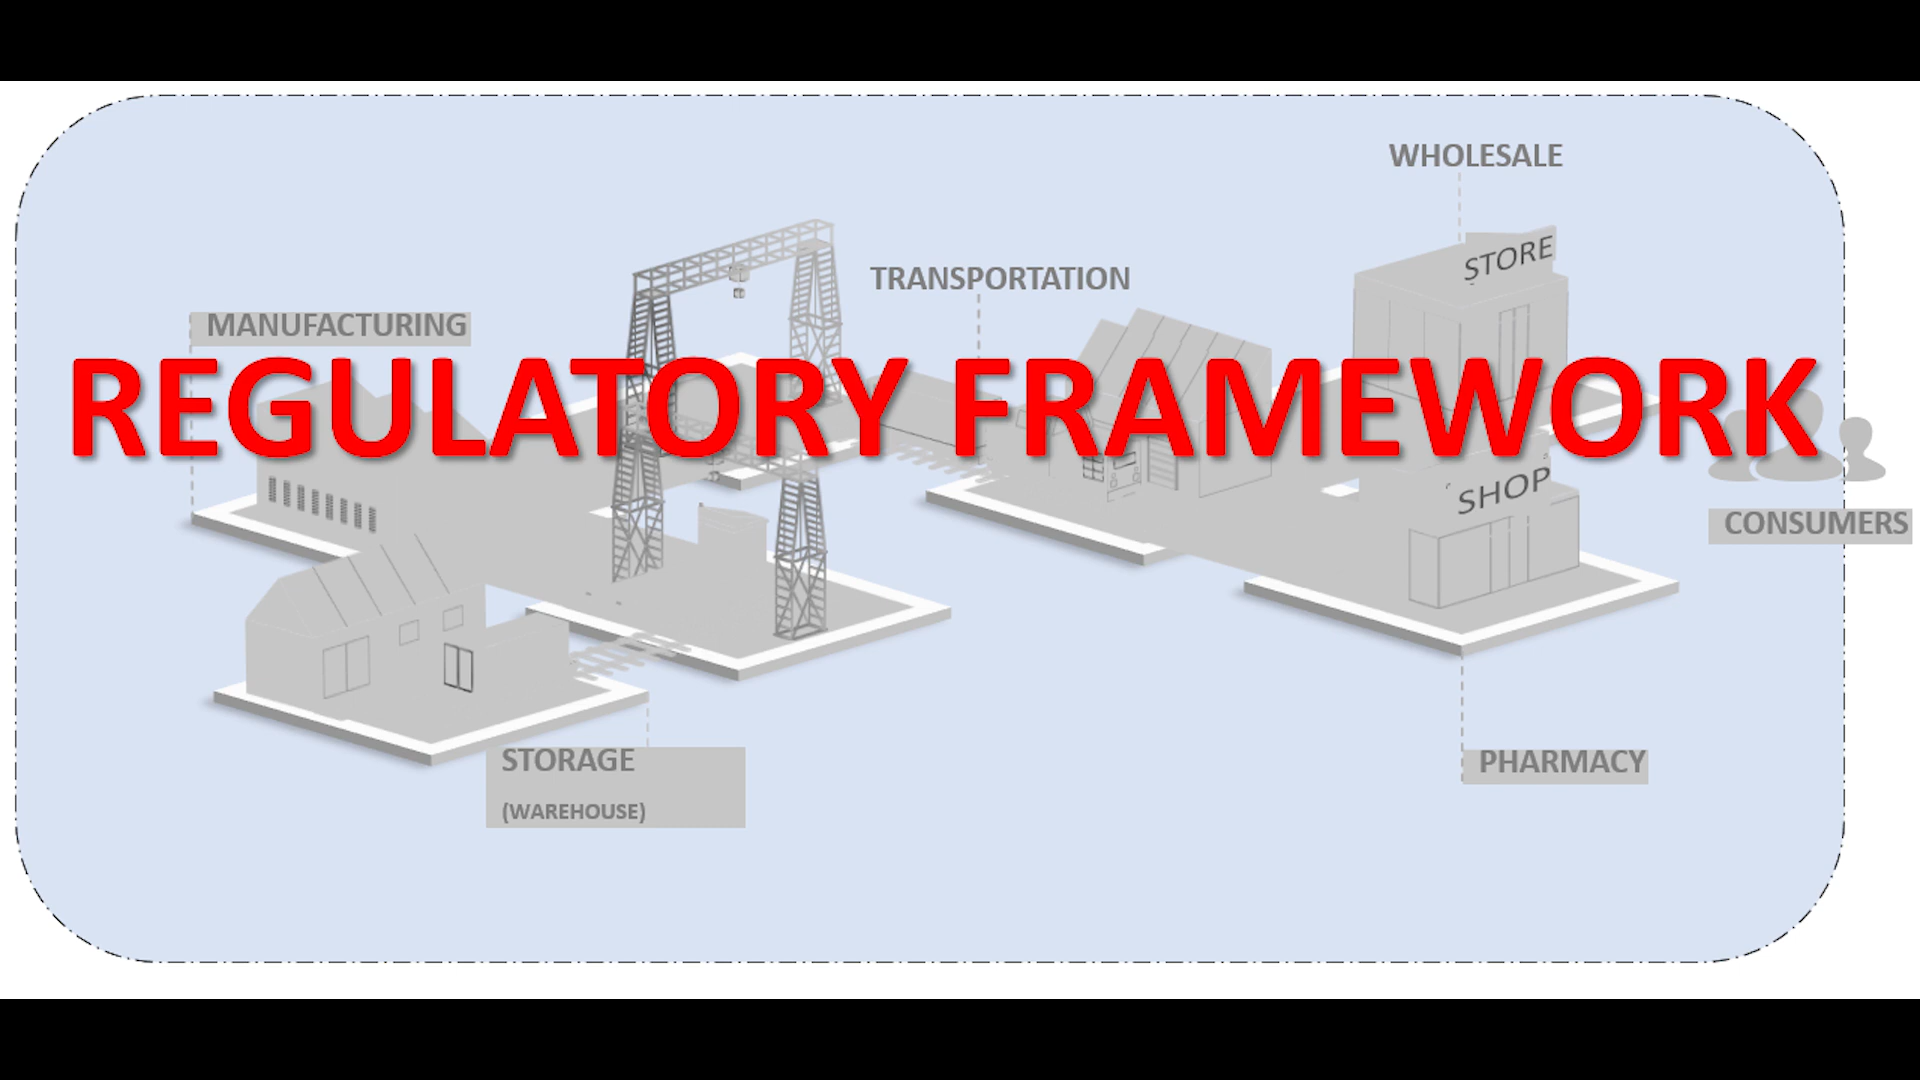 WHOLESALE
STORE
TRANSPORTATION
MANUFACTURING
REGULATORY FRAMEWORK
SHOP
CONSUMERS
STORAGE
(WAREHOUSE)
PHARMACY